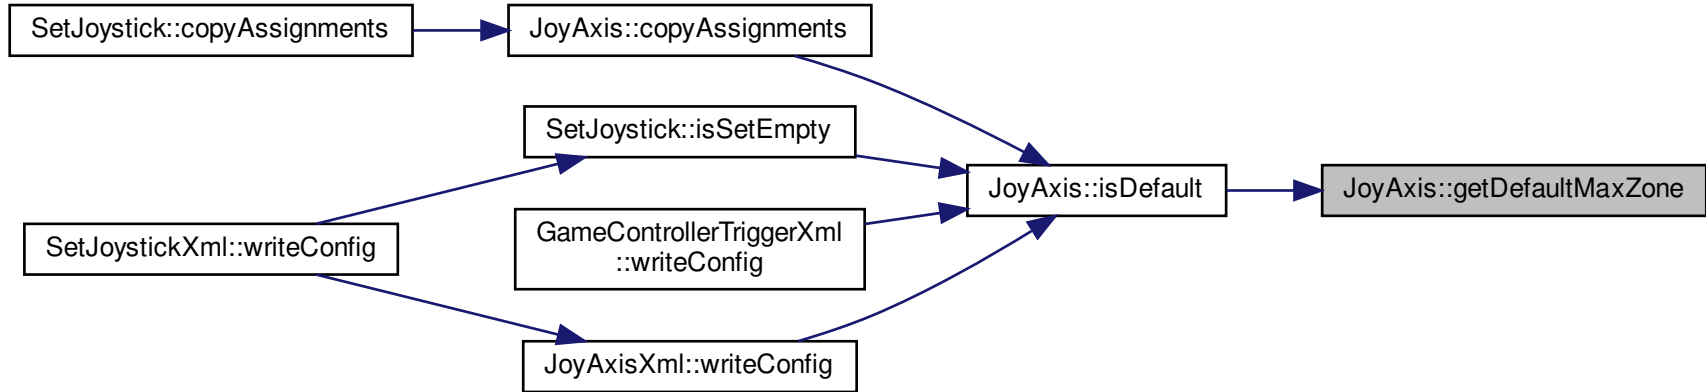 SetJoystick::copyAssignments
JoyAxis::copyAssignments
SetJoystick::isSetEmpty
JoyAxis::isDefault
JoyAxis::getDefaultMaxZone
SetJoystickXml::writeConfig
GameControllerTriggerXml
::writeConfig
JoyAxisXml::writeConfig